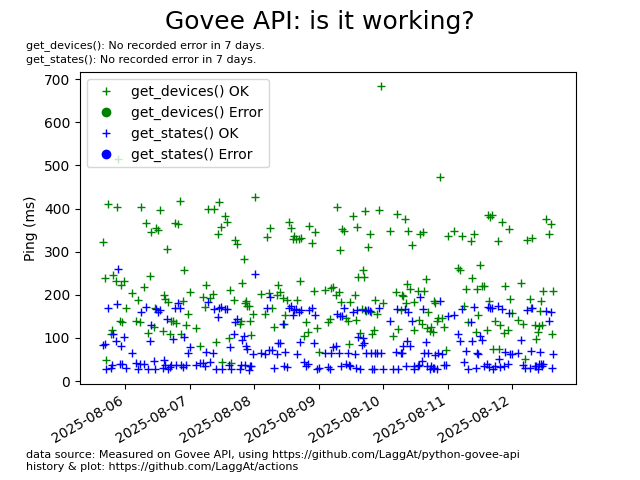 Govee API: is it working?
get_devices(): No recorded error in 7 days.
get_states(): No recorded error in 7 days.
700
600
500
400
300
200
100
0
Ping (ms)
get_devices() OK
get_devices() Error
get_states() OK
get_states() Error
2025-08-06
2025-08-07
2025-08-08
2025-08-09
2025-08-10
2025-08-11
2025-08-12
data source: Measured on Govee API, using https://github.com/LaggAt/python-govee-api
history & plot: https://github.com/LaggAt/actions